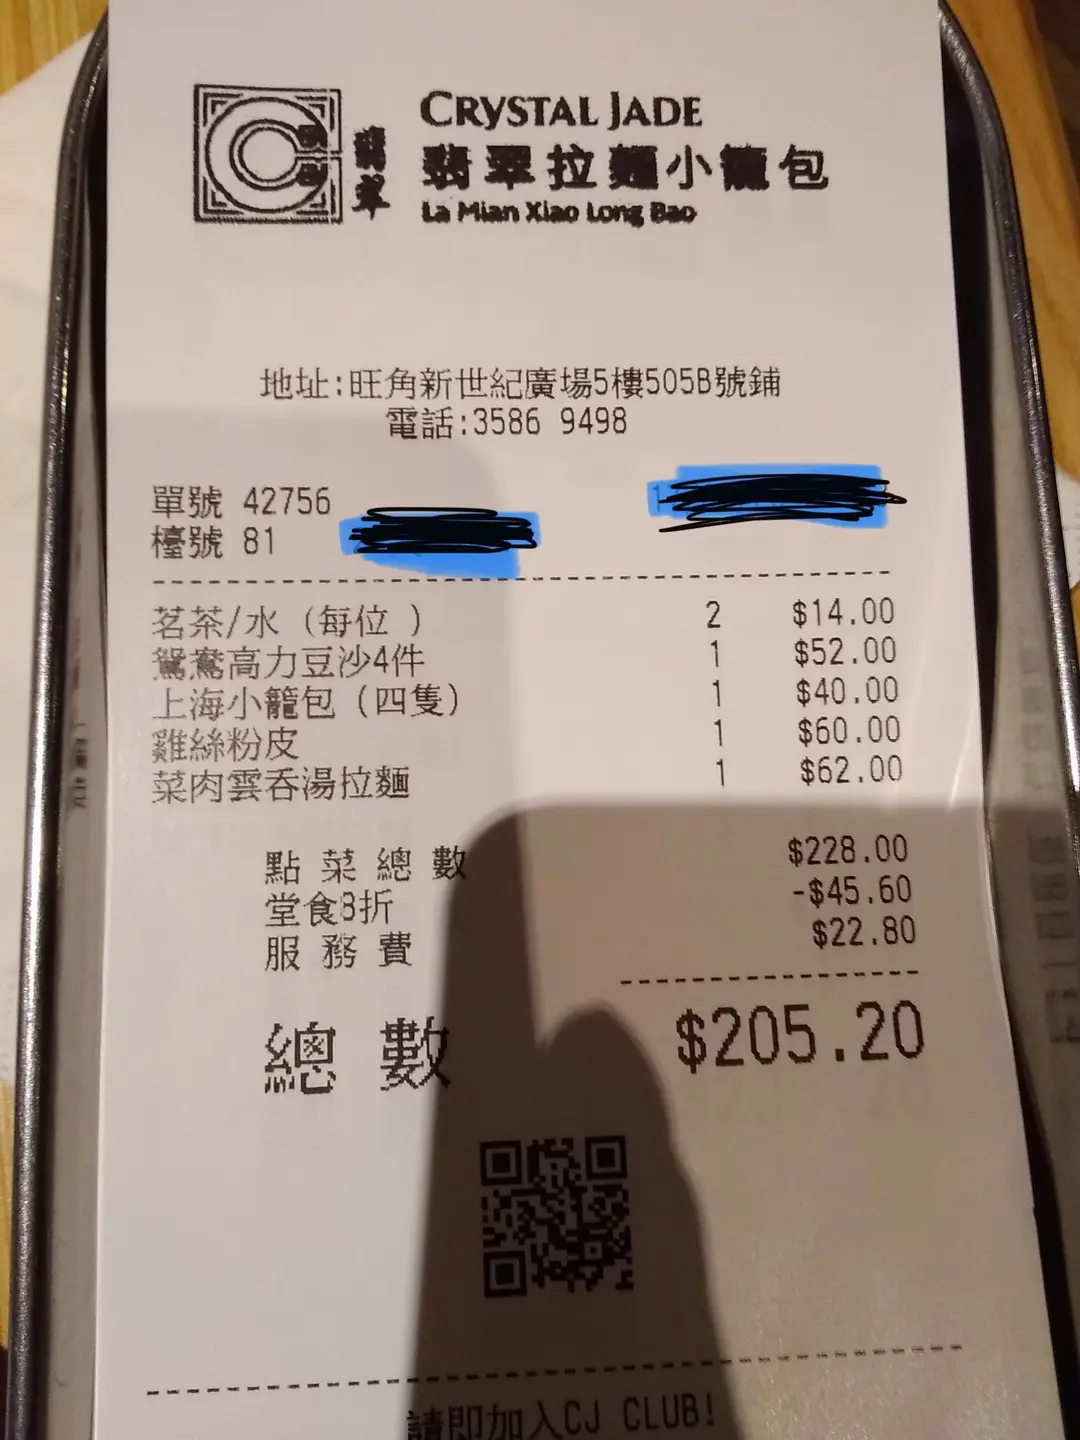 CRYSTAL JADE
翡翠
翡翠拉麵小籠包
La Mian Xiao Long Bao
地址:旺角新世紀廣場5樓505B號鋪
電話:3586 9498
單號 42756
檯號 81
茗茶/水 (每位 ) 2 $14.00
鴛鴦高力豆沙4件 1 $52.00
上海小籠包 (四隻) 1 $40.00
雞絲粉皮 1 $60.00
菜肉雲吞湯拉麵 1 $62.00
點 菜 總 數 $228.00
堂食8折 -$45.60
服 務 費 $22.80
總 數 $205.20
請即加入CJ CLUB!